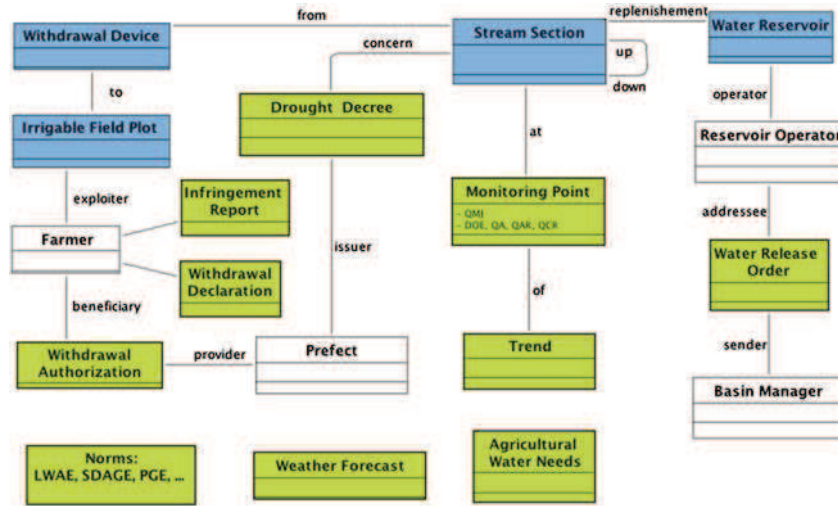 from
replenishement
Withdrawal Device
Stream Section
Water Reservoir
concern
up
down
to
operator
Drought Decree
Irrigable Field Plot
at
Reservoir Operator
exploiter
Infringement
Report
Monitoring Point
- QMI
- DOE, QA, QAR, QCR
addressee
Farmer
issuer
Water Release
Order
Withdrawal
Declaration
beneficiary
of
sender
Withdrawal
Authorization
provider
Prefect
Trend
Basin Manager
Norms:
LWAE, SDAGE, PGE, ...
Weather Forecast
Agricultural
Water Needs